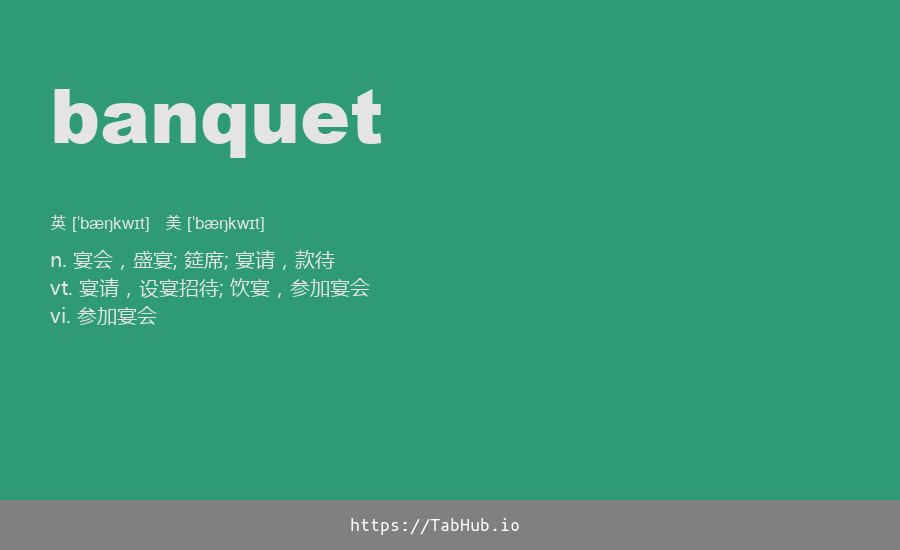 banquet
英 [ˈbæŋkwɪt] 美 [ˈbæŋkwɪt]
n. 宴会，盛宴; 筵席; 宴请，款待
vt. 宴请，设宴招待; 饮宴，参加宴会
vi. 参加宴会
https://TabHub.io